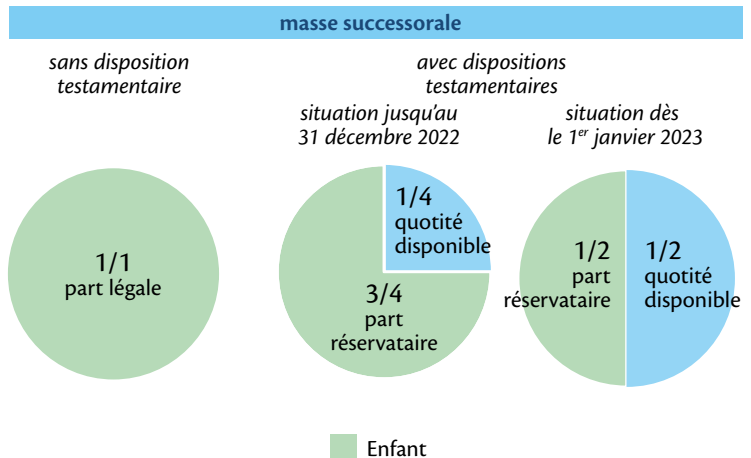 masse successorale
sans disposition
testamentaire
avec dispositions
testamentaires
situation jusqu'au
31 décembre 2022
situation dès
le 1er janvier 2023
1/1
part légale
1/4
quotité
disponible
3/4
part
réservataire
1/2
part
réservataire
1/2
quotité
disponible
Enfant